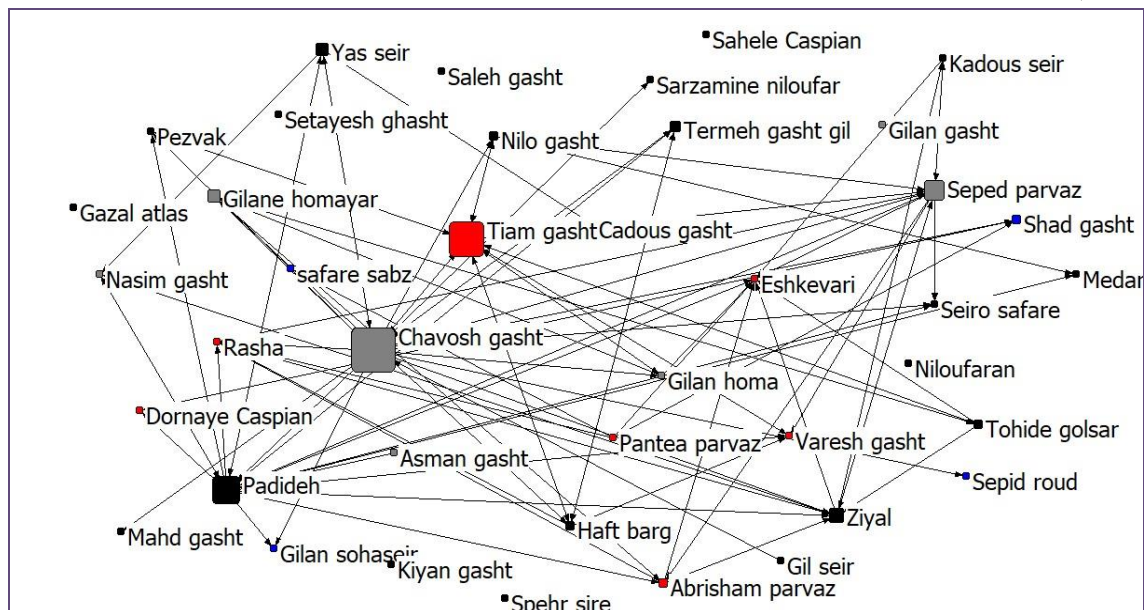 Sahele Caspian
Yas seir
Kadous seir
Saleh gasht
Sarzamine niloufar
Setayesh ghasht
Pezvak
Nilo gasht
Termeh gasht gil
Gilan gasht
Gilane homayar
Seped parvaz
Gazal atlas
Tiam gasht
Cadous gasht
Shad gasht
Nasim gasht
safare sabz
Eshkevari
Medar
Seiro safare
Chavosh gasht
Rasha
Niloufaran
Gilan homa
Dornaye Caspian
Tohide golsar
Pantea parvaz
Varesh gasht
Asman gasht
Sepid roud
Padideh
Ziyal
Mahd gasht
Haft barg
Gilan sohaseir
Gil seir
Kiyan gasht
Abrisham parvaz
Spehr sire